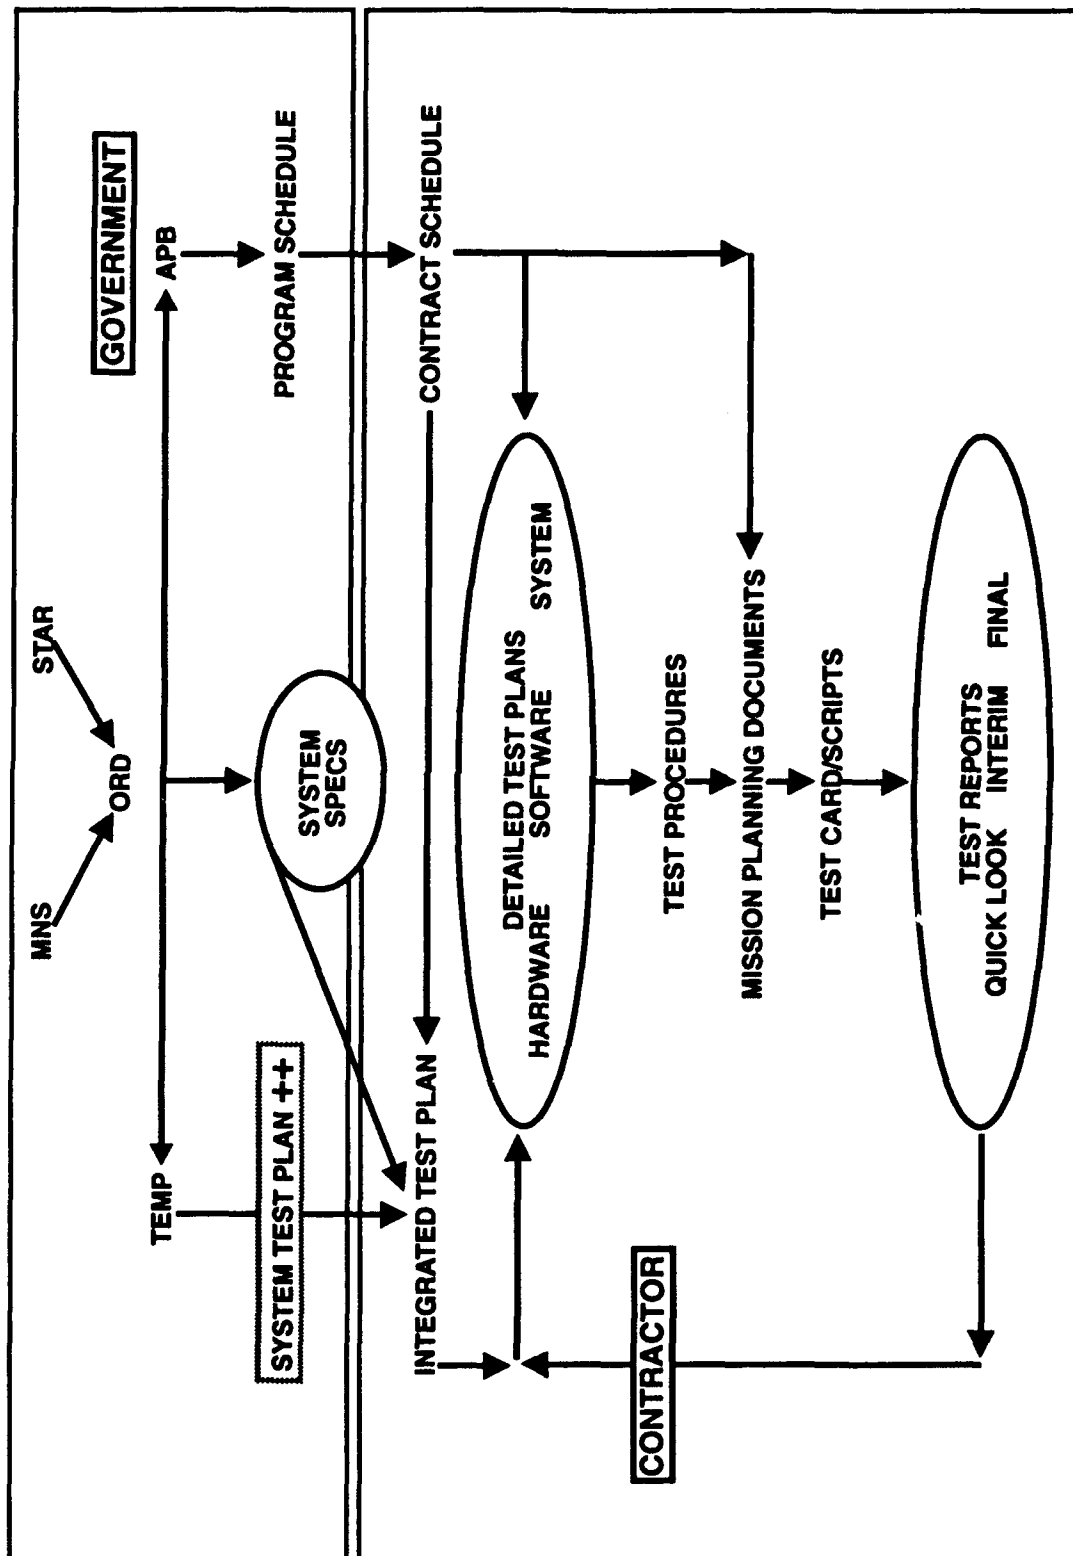 MNS
STAR
ORD
GOVERNMENT
TEMP
APB
SYSTEM TEST PLAN ++
SYSTEM
SPECS
PROGRAM SCHEDULE
INTEGRATED TEST PLAN
CONTRACT SCHEDULE
DETAILED TEST PLANS
HARDWARE SOFTWARE SYSTEM
CONTRACTOR
TEST PROCEDURES
MISSION PLANNING DOCUMENTS
TEST CARD/SCRIPTS
TEST REPORTS
QUICK LOOK INTERIM FINAL